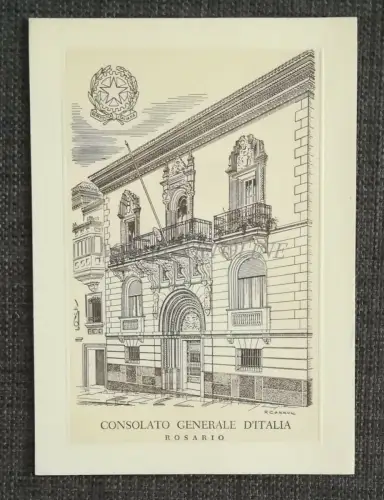 CONSOLATO GENERALE D'ITALIA
ROSARIO